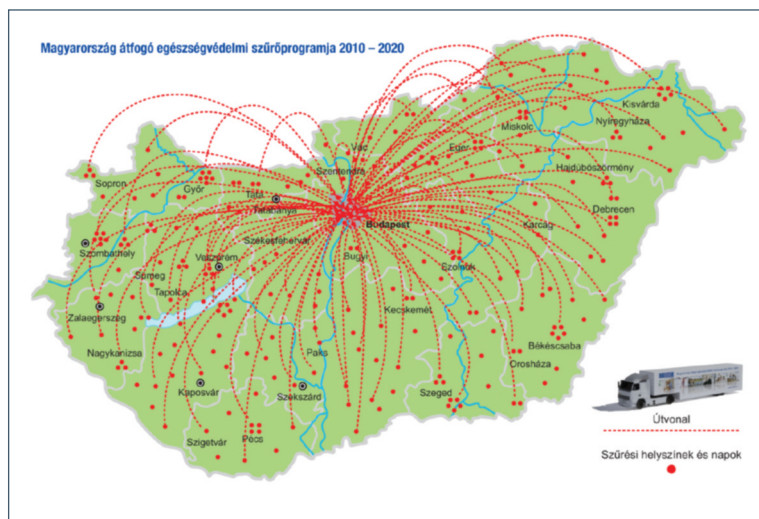 Magyarország átfogó egészségvédelmi szűrőprogramja 2010 – 2020
Kisvárda
Miskolc
Nyíregyháza
Eger
Vác
Szentendre
Hajdúböszörmény
Sopron
Győr
Tata
Tatabánya
Debrecen
Budapest
Karcag
Székesfehérvár
Szombathely
Veszprém
Bugyi
Szolnok
Sümeg
Tapolca
Kecskemét
Zalaegerszeg
Békéscsaba
Nagykanizsa
Paks
Orosháza
Kaposvár
Szekszárd
Szeged
Szigetvár
Pécs
Útvonal
Szűrési helyszínek és napok